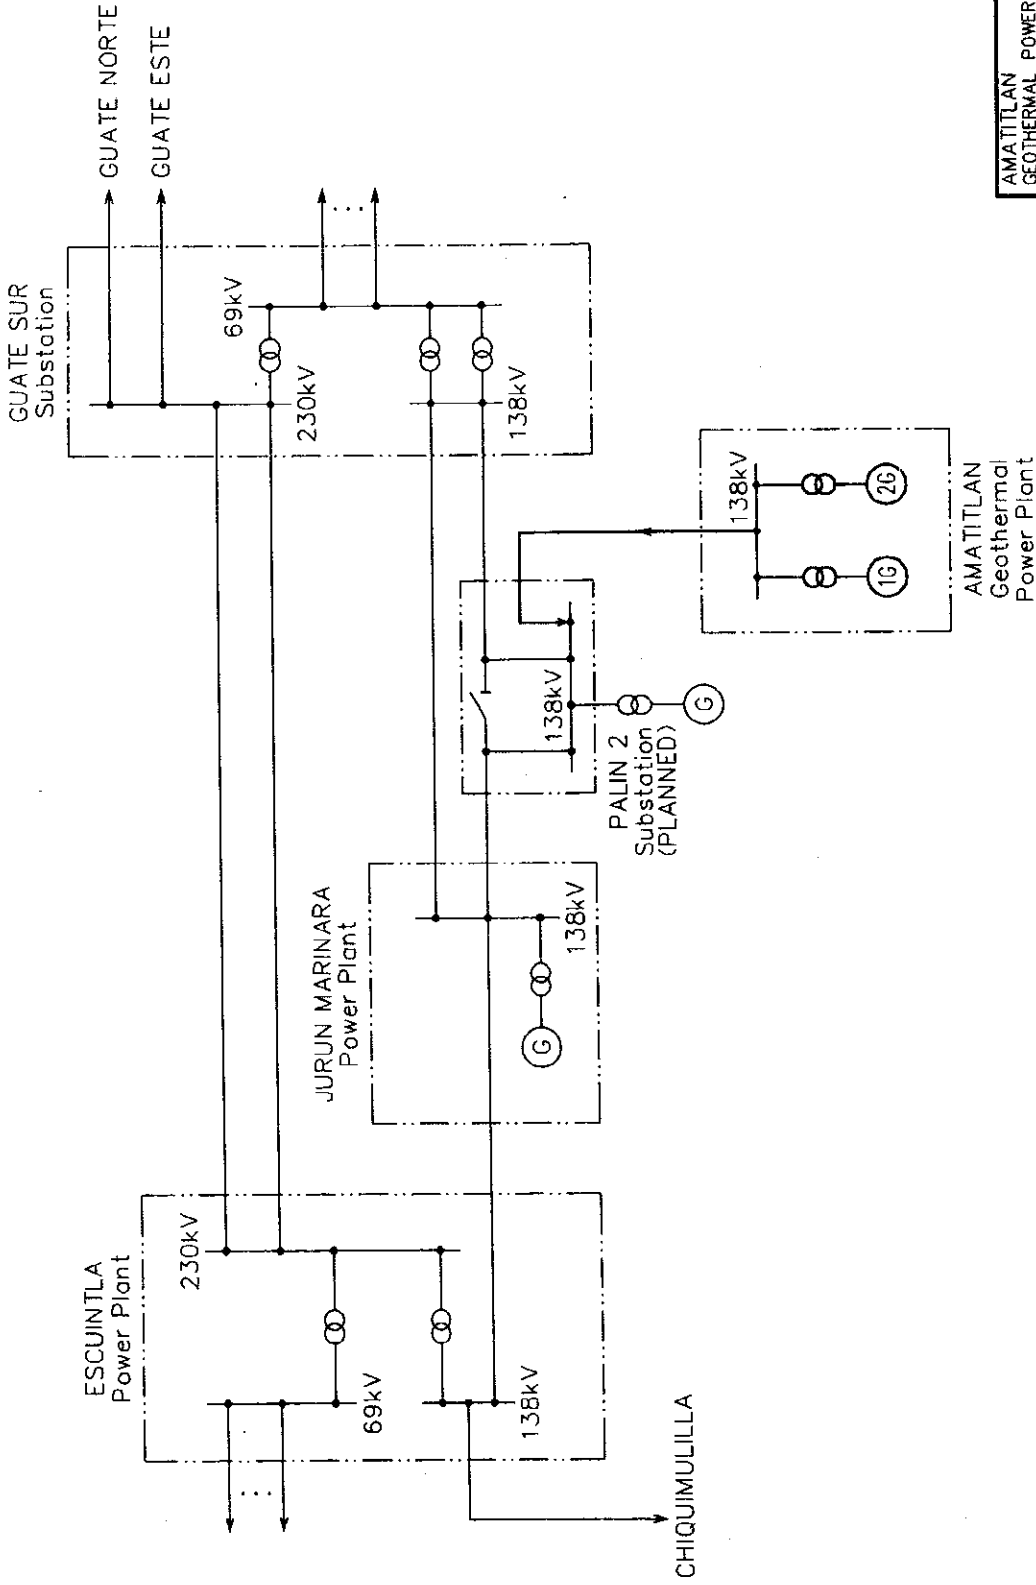 GUATE NORTE
GUATE ESTE
GUATE SUR
Substation
69kV
230kV
138kV
138kV
2G
1G
AMATITLAN
Geothermal
Power Plant
138kV
G
PALIN 2
Substation
(PLANNED)
JURUN MARINARA
Power Plant
138kV
G
ESCUINTLA
Power Plant
230kV
69kV
138kV
CHIQUIMULILLA
AMATITLAN
GEOTHERMAL POWER